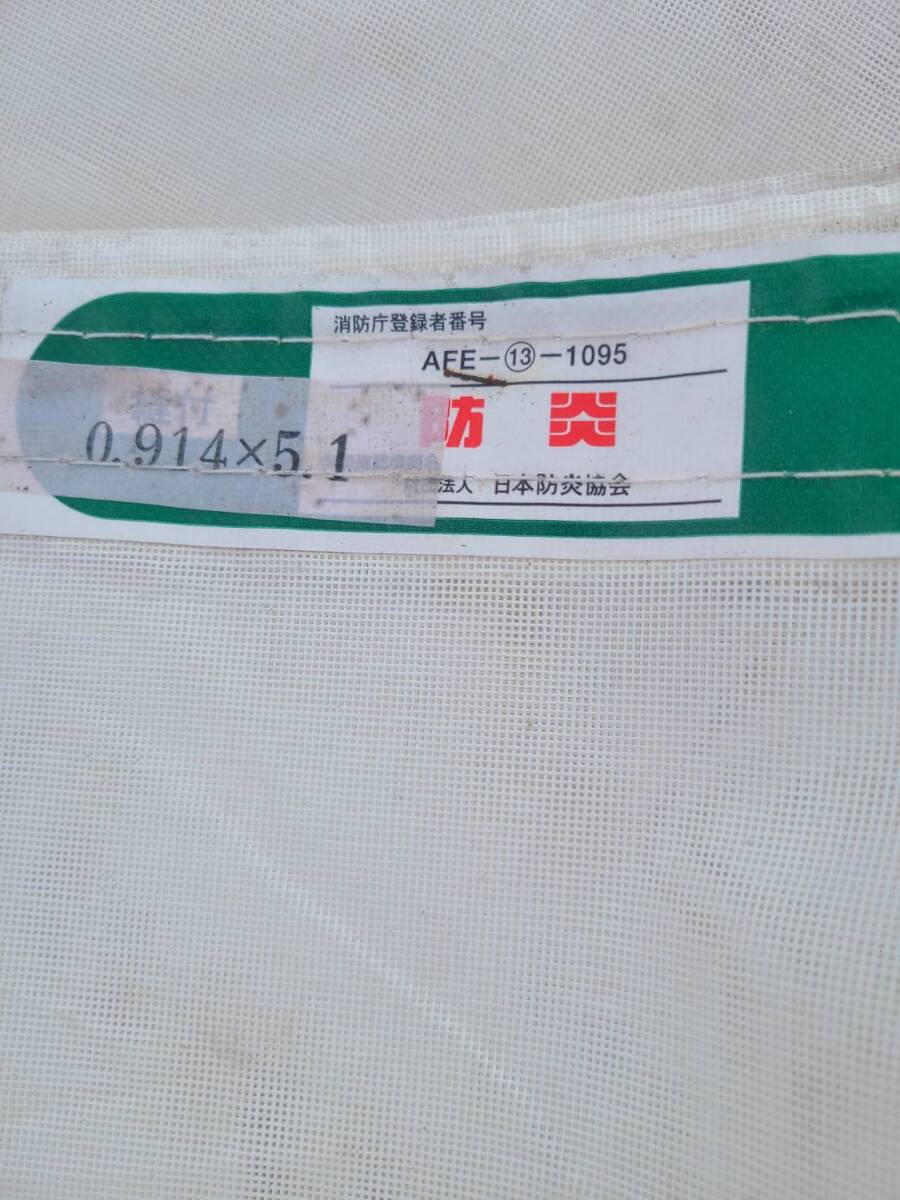 消防庁登録者番号
AFE-⑬-1095
防炎
0.914×5.1
法人 日本防炎協会